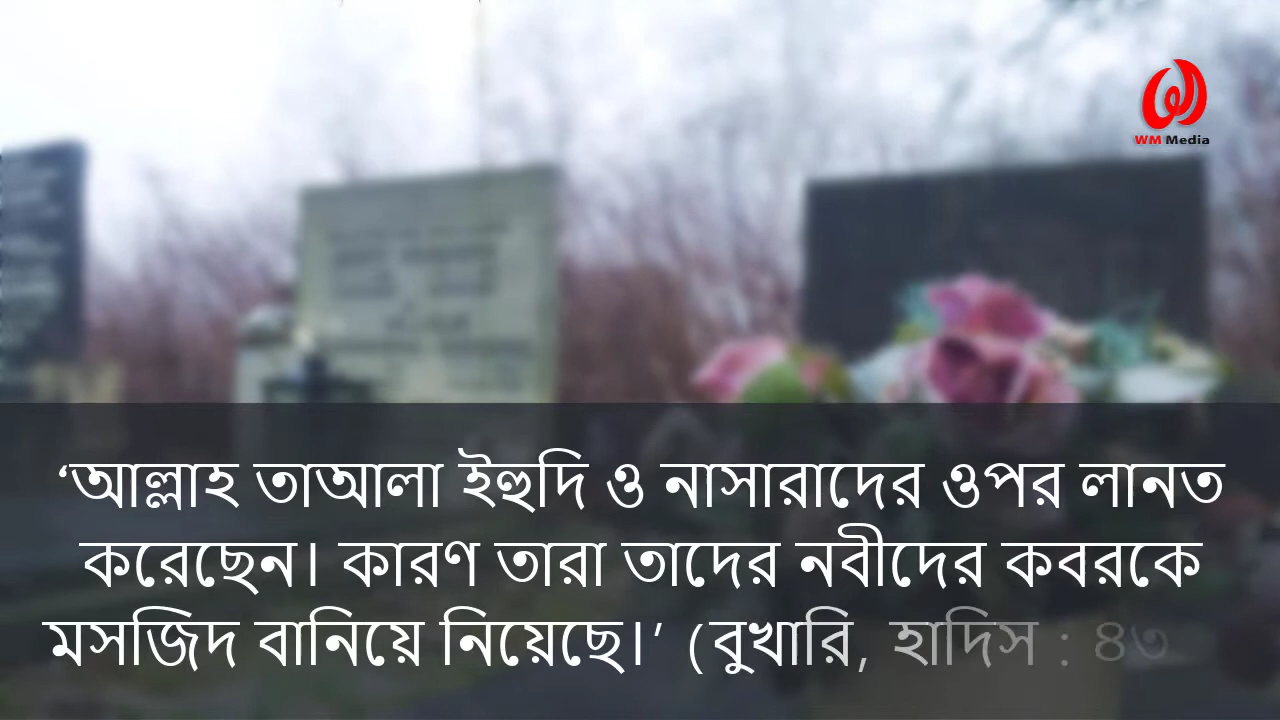 WM Media
‘আল্লাহ তাআলা ইহুদি ও নাসারাদের ওপর লানত
করেছেন। কারণ তারা তাদের নবীদের কবরকে
মসজিদ বানিয়ে নিয়েছে।’ (বুখারি, হাদিস : ৪৩